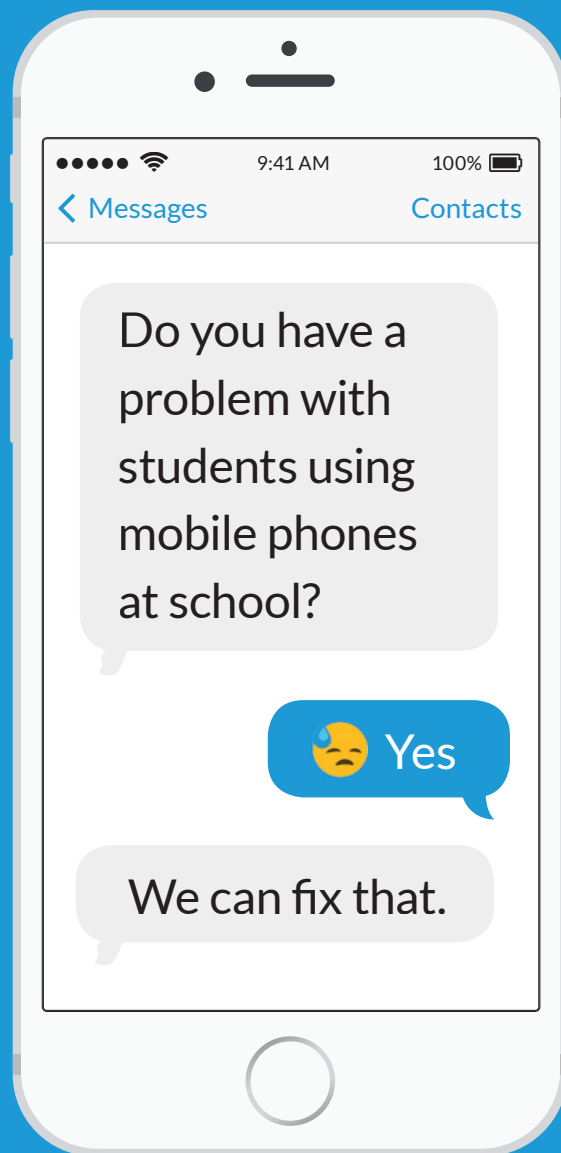 9:41 AM 100%
Messages Contacts
Do you have a
problem with
students using
mobile phones
at school?
😓 Yes
We can fix that.